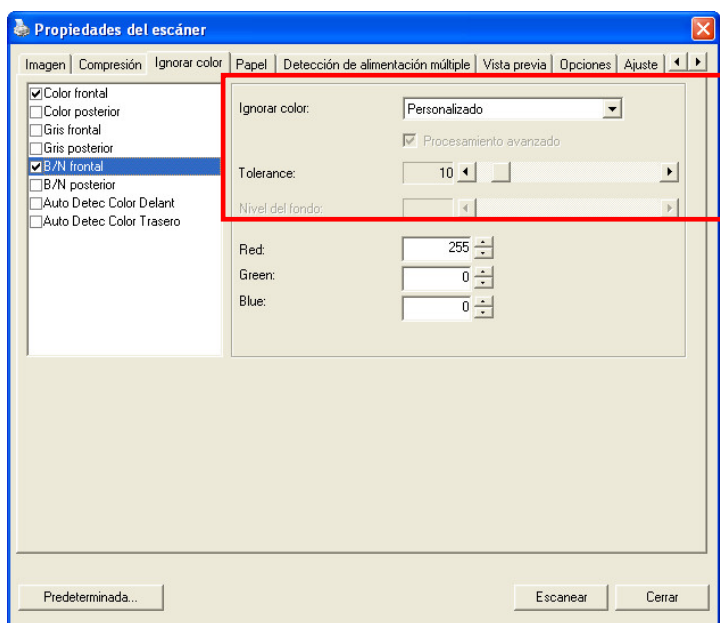 Propiedades del escáner
Imagen Compresión Ignorar color Papel Detección de alimentación múltiple Vista previa Opciones Ajuste
Color frontal
Color posterior
Gris frontal
Gris posterior
B/N frontal
B/N posterior
Auto Detec Color Delant
Auto Detec Color Trasero
Ignorar color: Personalizado
Procesamiento avanzado
Tolerance: 10
Nivel del fondo:
Red: 255
Green: 0
Blue: 0
Predeterminada... Escanear Cerrar